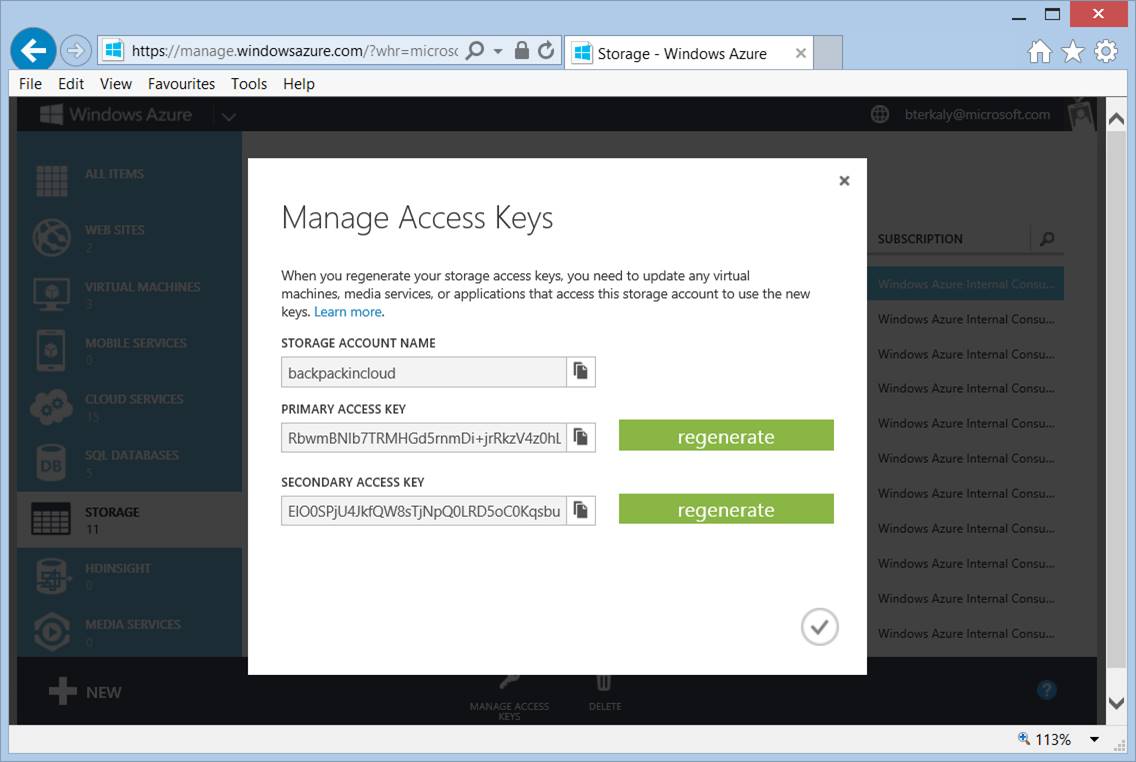 https://manage.windowsazure.com/?whr=microsc
Storage - Windows Azure
File Edit View Favourites Tools Help
Windows Azure
bterkaly@microsoft.com
ALL ITEMS
WEB SITES
2
VIRTUAL MACHINES
3
MOBILE SERVICES
0
CLOUD SERVICES
15
SQL DATABASES
5
STORAGE
11
HDINSIGHT
0
MEDIA SERVICES
0
Manage Access Keys
When you regenerate your storage access keys, you need to update any virtual
machines, media services, or applications that access this storage account to use the new
keys. Learn more.
STORAGE ACCOUNT NAME
backpackincloud
PRIMARY ACCESS KEY
RbwmBNIb7TRMHGd5rnmDi+jrRkzV4z0hL
regenerate
SECONDARY ACCESS KEY
EIO0SPjU4JkfQW8sTjNpQ0LRD5oC0Kqsbu
regenerate
SUBSCRIPTION
Windows Azure Internal Consu...
Windows Azure Internal Consu...
Windows Azure Internal Consu...
Windows Azure Internal Consu...
Windows Azure Internal Consu...
Windows Azure Internal Consu...
Windows Azure Internal Consu...
Windows Azure Internal Consu...
Windows Azure Internal Consu...
Windows Azure Internal Consu...
Windows Azure Internal Consu...
NEW
MANAGE ACCESS
KEYS
DELETE
?
113%